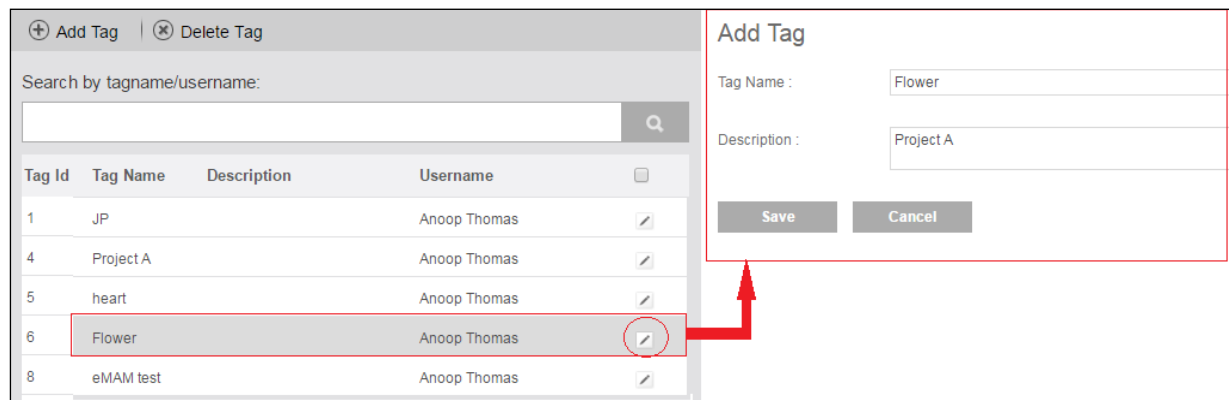 Add Tag | Delete Tag
Search by tagname/username:
Tag Id Tag Name Description Username
1 JP Anoop Thomas
4 Project A Anoop Thomas
5 heart Anoop Thomas
6 Flower Anoop Thomas
8 eMAM test Anoop Thomas
Add Tag
Tag Name : Flower
Description : Project A
Save Cancel